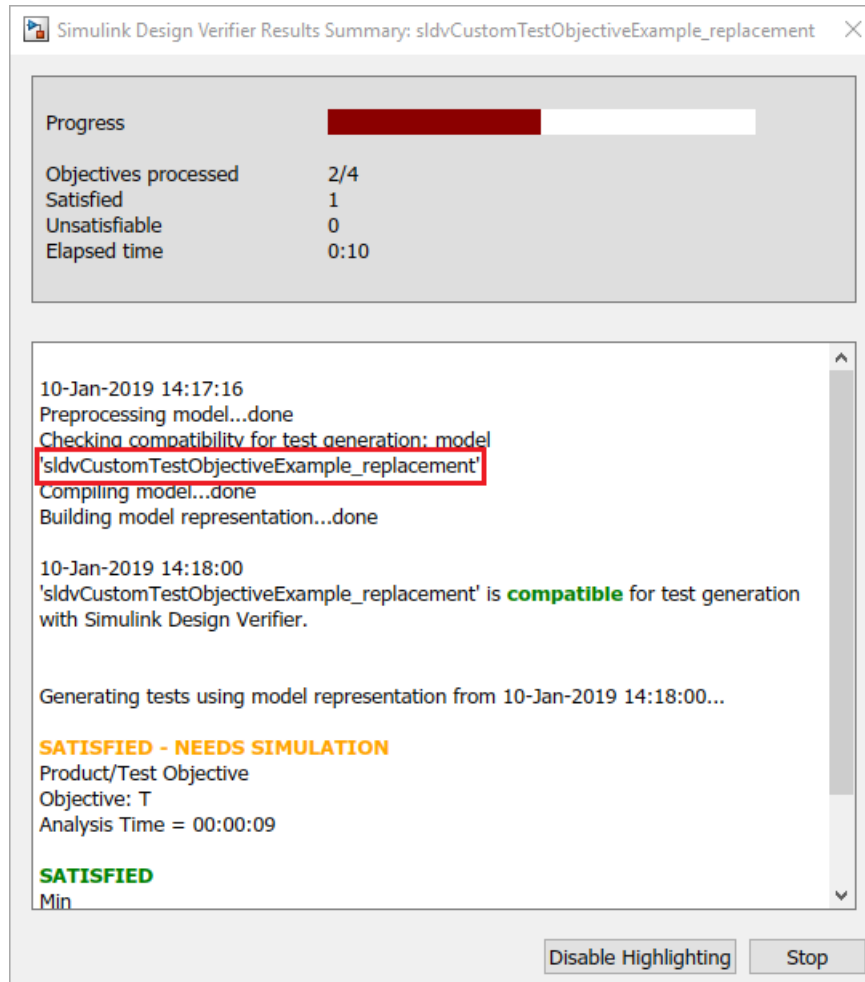 Simulink Design Verifier Results Summary: sldvCustomTestObjectiveExample_replacement
Progress
Objectives processed 2/4
Satisfied 1
Unsatisfiable 0
Elapsed time 0:10
10-Jan-2019 14:17:16
Preprocessing model...done
Checking compatibility for test generation: model
'sldvCustomTestObjectiveExample_replacement'
Compiling model...done
Building model representation...done
10-Jan-2019 14:18:00
'sldvCustomTestObjectiveExample_replacement' is compatible for test generation
with Simulink Design Verifier.
Generating tests using model representation from 10-Jan-2019 14:18:00...
SATISFIED - NEEDS SIMULATION
Product/Test Objective
Objective: T
Analysis Time = 00:00:09
SATISFIED
Min
Disable Highlighting Stop